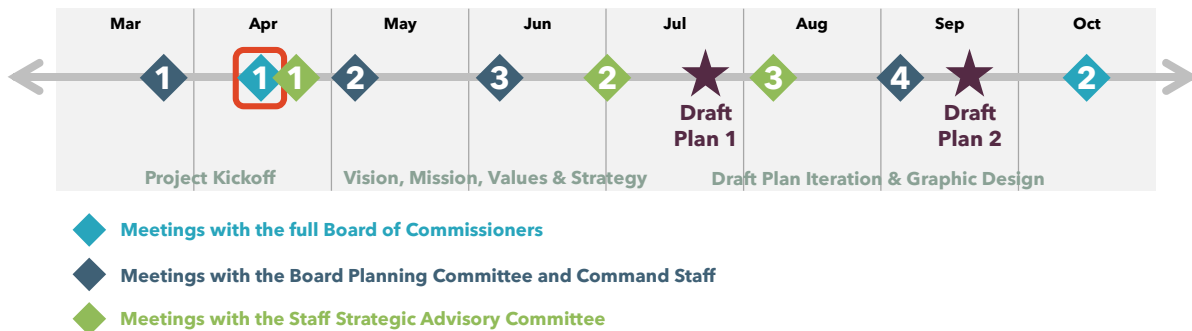 Mar Apr May Jun Jul Aug Sep Oct
1 1 1 2 3 2 3 4 2
Draft
Plan 1
Draft
Plan 2
Project Kickoff Vision, Mission, Values & Strategy Draft Plan Iteration & Graphic Design
Meetings with the full Board of Commissioners
Meetings with the Board Planning Committee and Command Staff
Meetings with the Staff Strategic Advisory Committee